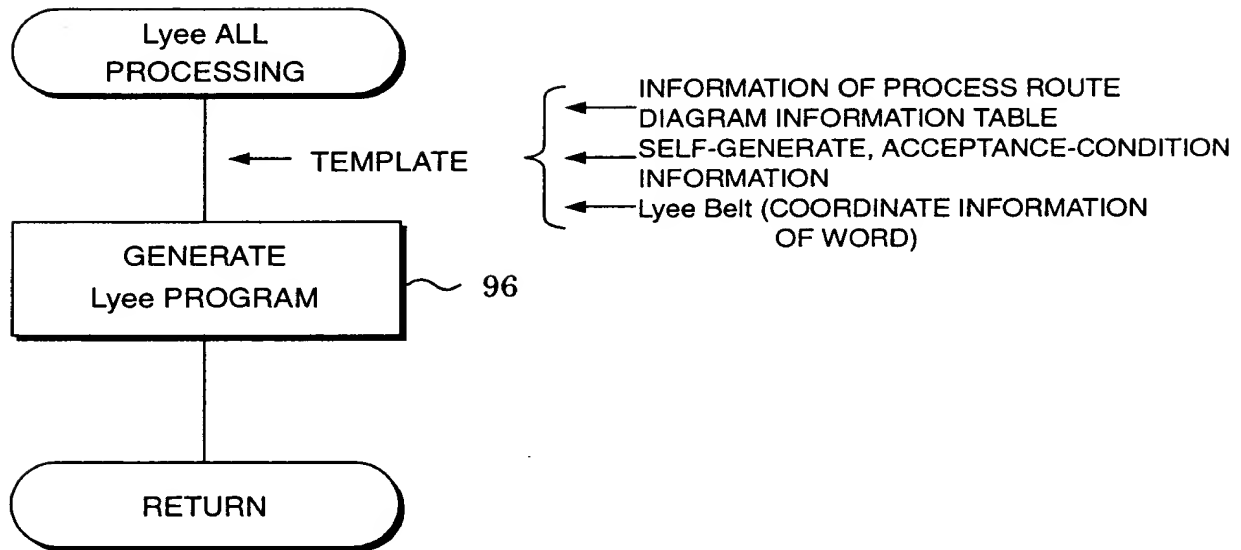 Lyee ALL
PROCESSING
TEMPLATE
INFORMATION OF PROCESS ROUTE
DIAGRAM INFORMATION TABLE
SELF-GENERATE, ACCEPTANCE-CONDITION
INFORMATION
Lyee Belt (COORDINATE INFORMATION
OF WORD)
GENERATE
Lyee PROGRAM
96
RETURN